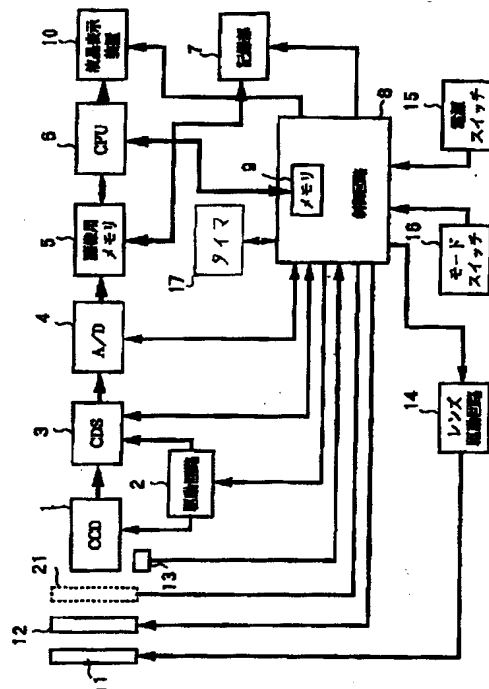 10
液晶表示
装置
7
記録部
8
15
電源
スイッチ
6
CPU
9
メモリ
制御回路
5
画像用
メモリ
タイマ
17
16
モード
スイッチ
4
A/D
3
CDS
14
レンズ
駆動回路
2
駆動回路
1
CCD
13
21
12
11